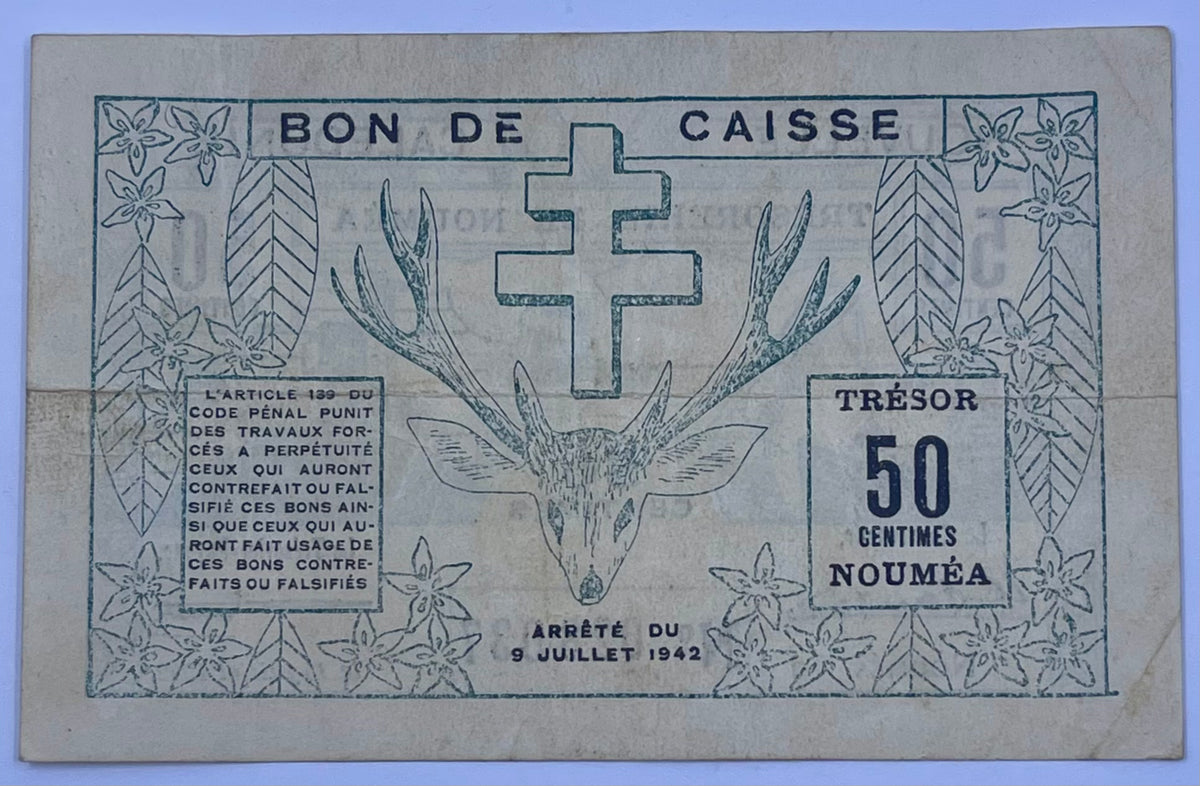 BON DE CAISSE
L'ARTICLE 139 DU
CODE PÉNAL PUNIT
DES TRAVAUX FOR-
CÉS A PERPÉTUITÉ
CEUX QUI AURONT
CONTREFAIT OU FAL-
SIFIÉ CES BONS AIN-
SI QUE CEUX QUI AU-
RONT FAIT USAGE DE
CES BONS CONTRE-
FAITS OU FALSIFIÉS
TRÉSOR
50
CENTIMES
NOUMÉA
ARRÊTÉ DU
9 JUILLET 1942